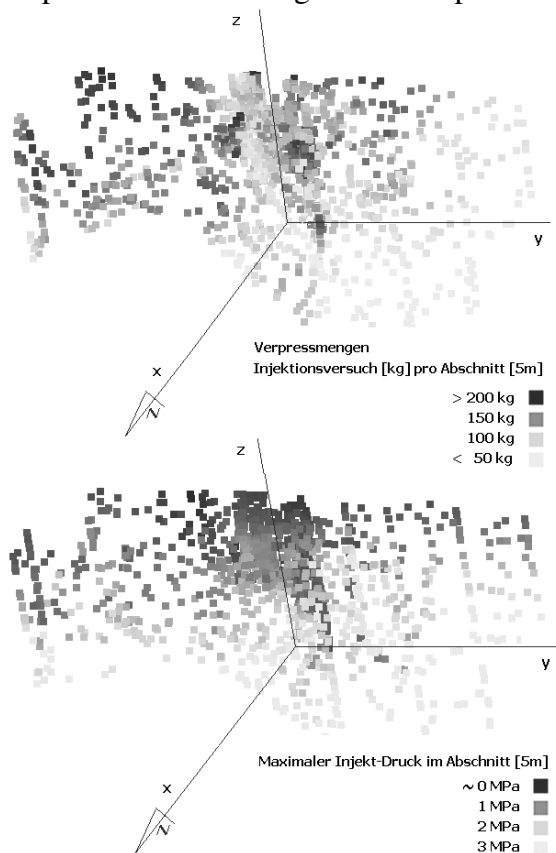 z
y
x
N
Verpressmengen
Injektionsversuch [kg] pro Abschnitt [5m]
> 200 kg
150 kg
100 kg
< 50 kg
z
y
x
N
Maximaler Injekt-Druck im Abschnitt [5m]
~ 0 MPa
1 MPa
2 MPa
3 MPa